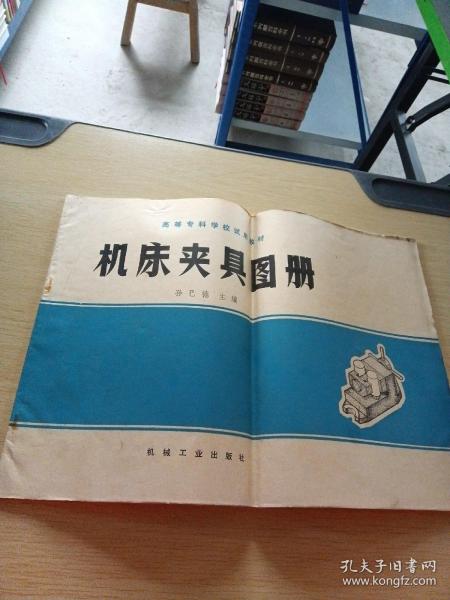 高等专科学校试用教材
机床夹具图册
孙巳德 主编
机械工业出版社
孔夫子旧书网
www.kongfz.com